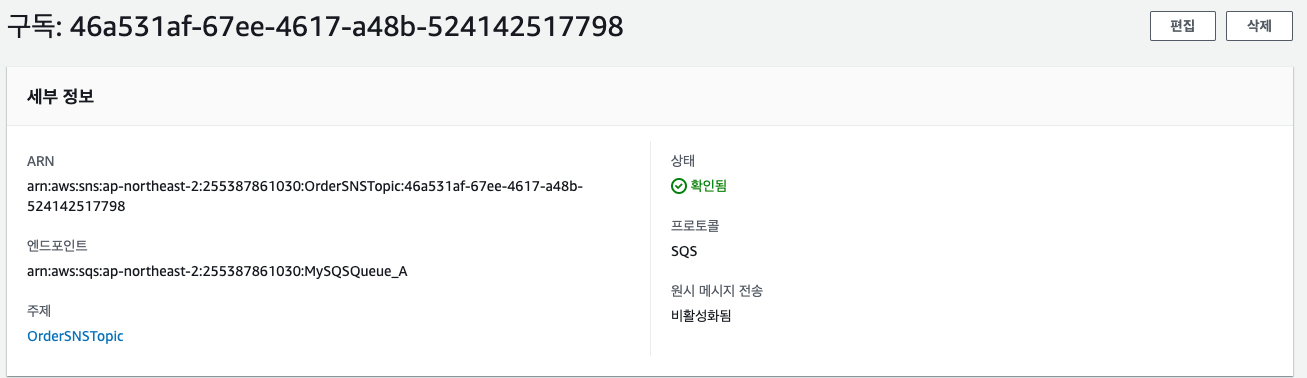 구독: 46a531af-67ee-4617-a48b-524142517798
편집
삭제
세부 정보
ARN
arn:aws:sns:ap-northeast-2:255387861030:OrderSNSTopic:46a531af-67ee-4617-a48b-
524142517798
엔드포인트
arn:aws:sqs:ap-northeast-2:255387861030:MySQSQueue_A
주제
OrderSNSTopic
상태
확인됨
프로토콜
SQS
원시 메시지 전송
비활성화됨